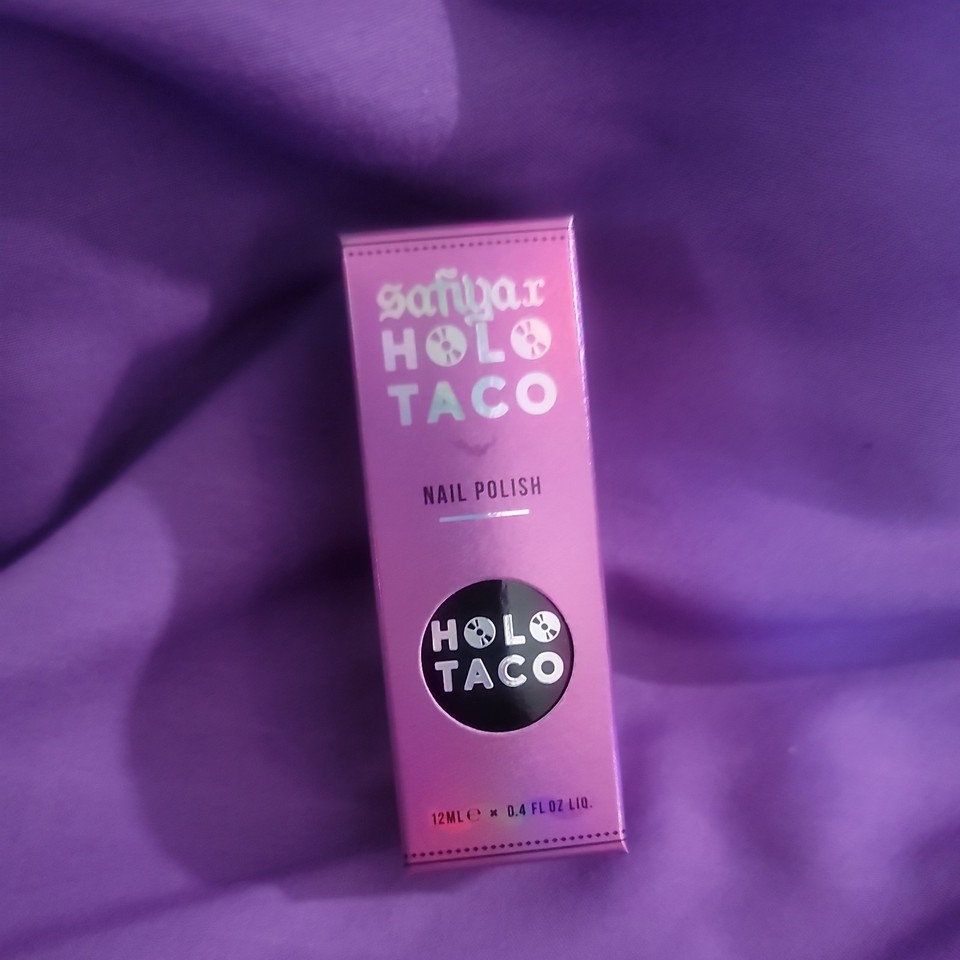 safiya x
HOLO
TACO
NAIL POLISH
HOLO
TACO
12ML ℮ × 0.4 FL OZ LIQ.